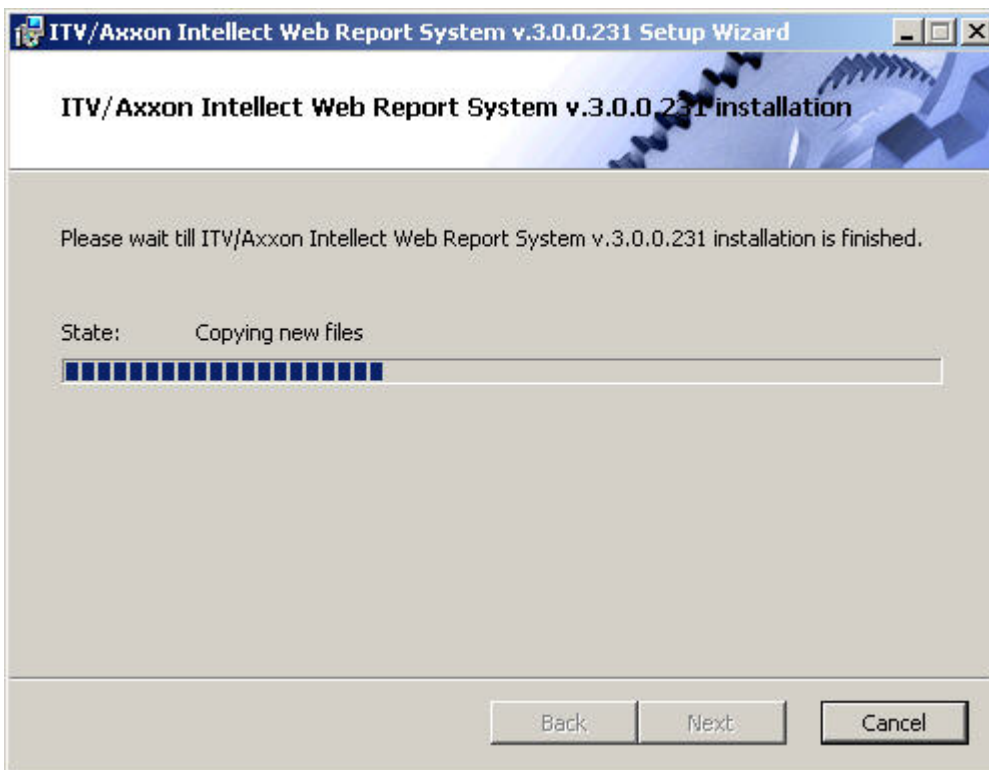 ITV/Axxon Intellect Web Report System v.3.0.0.231 Setup Wizard
ITV/Axxon Intellect Web Report System v.3.0.0.231 installation
Please wait till ITV/Axxon Intellect Web Report System v.3.0.0.231 installation is finished.
State: Copying new files
Back Next Cancel